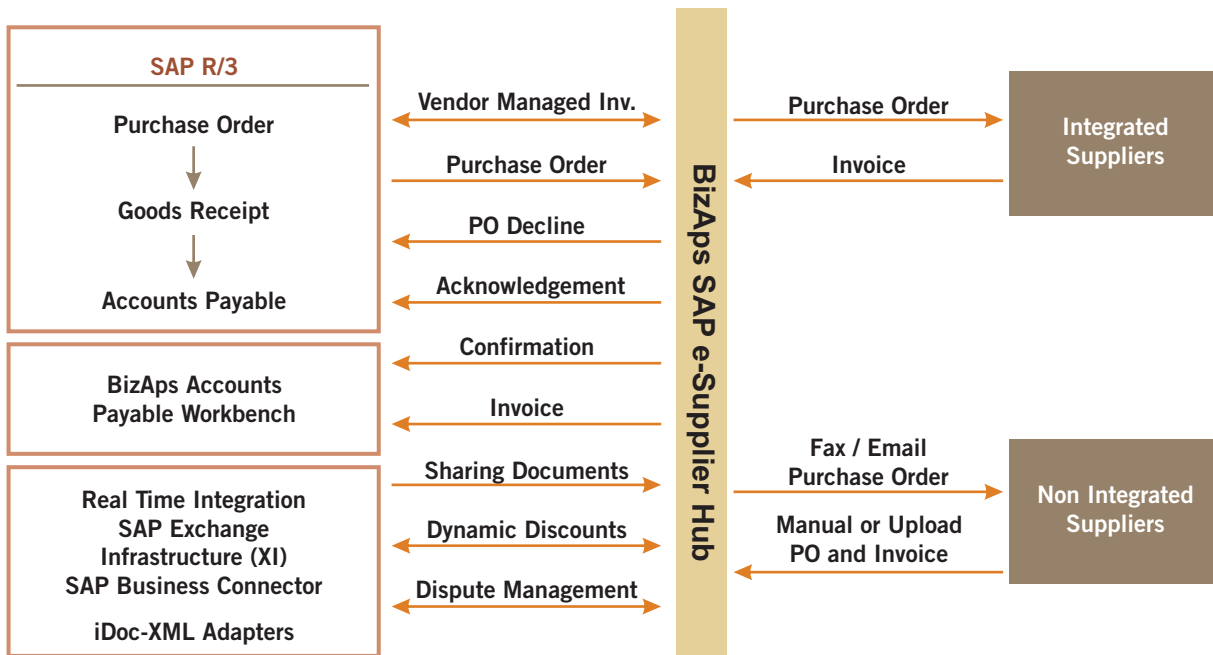 SAP R/3
Purchase Order
Goods Receipt
Accounts Payable
BizAps Accounts
Payable Workbench
Real Time Integration
SAP Exchange
Infrastructure (XI)
SAP Business Connector
iDoc-XML Adapters
Vendor Managed Inv.
Purchase Order
PO Decline
Acknowledgement
Confirmation
Invoice
Sharing Documents
Dynamic Discounts
Dispute Management
BizAps SAP e-Supplier Hub
Purchase Order
Invoice
Integrated
Suppliers
Fax / Email
Purchase Order
Manual or Upload
PO and Invoice
Non Integrated
Suppliers